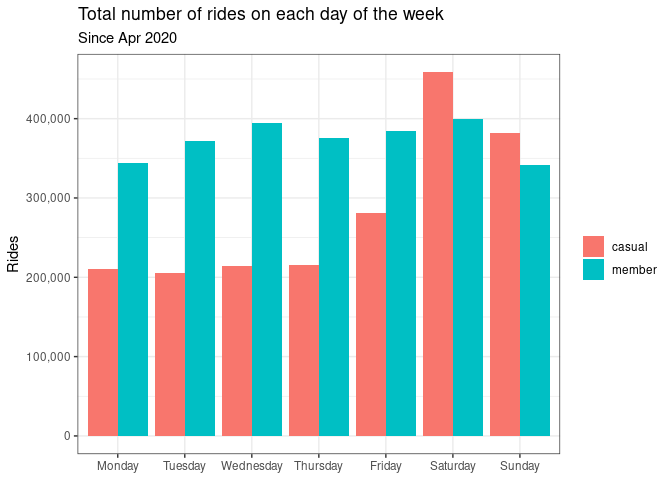 Total number of rides on each day of the week
Since Apr 2020
Rides
400,000
300,000
200,000
100,000
0
Monday Tuesday Wednesday Thursday Friday Saturday Sunday
casual
member